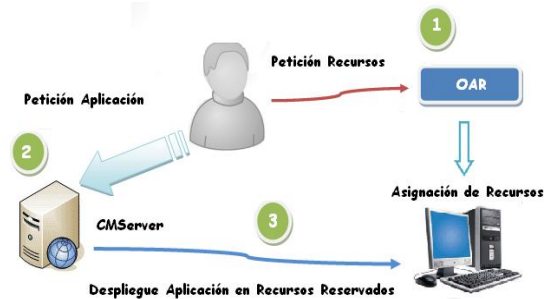 1
Petición Recursos
OAR
Petición Aplicación
2
Asignación de Recursos
CMServer
3
Despliegue Aplicación en Recursos Reservados